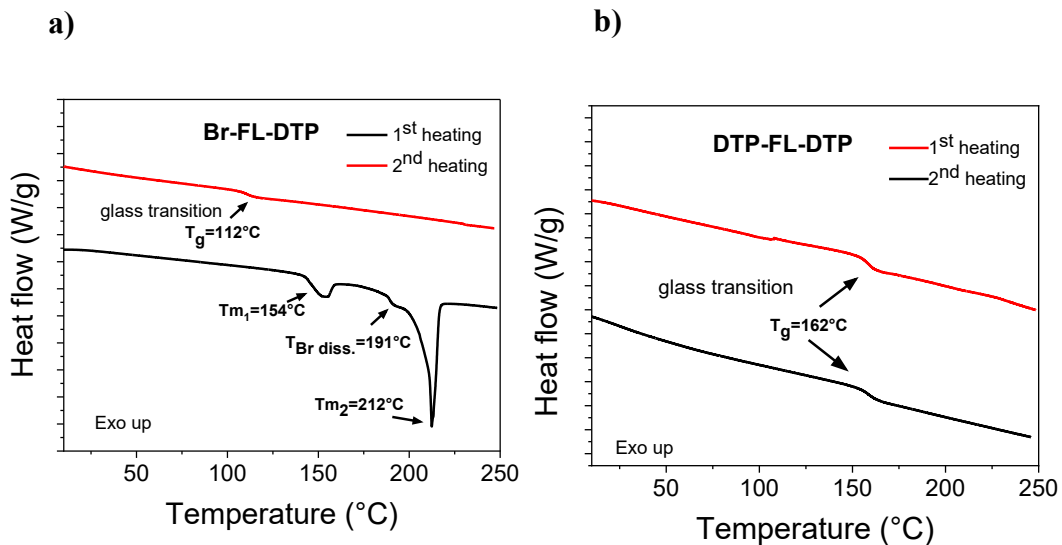 a)
Br-FL-DTP
1st heating
2nd heating
glass transition
Tg=112°C
Tm1=154°C
TBr diss.=191°C
Tm2=212°C
Exo up
Heat flow (W/g)
50 100 150 200 250
Temperature (°C)
b)
DTP-FL-DTP
1st heating
2nd heating
glass transition
Tg=162°C
Exo up
Heat flow (W/g)
50 100 150 200 250
Temperature (°C)